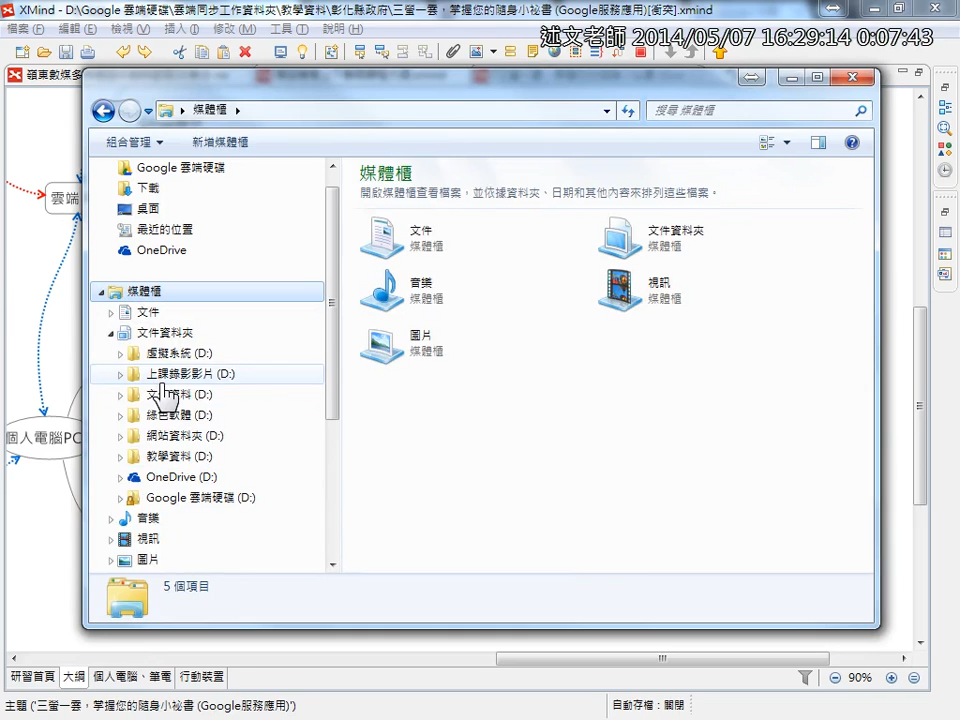 XMind - D:\Google 雲端硬碟\雲端同步工作資料夾\教學資料\彰化縣政府\三螢一雲，掌握您的隨身小祕書 (Google服務應用)[衝突].xmind
檔案 (F) 編輯 (E) 檢視 (V) 插入 (I) 修改 (M) 工具 (T) 說明 (H)
述文老師 2014/05/07 16:29:14 0:07:43
嶺東數媒多
媒體櫃
搜尋 媒體櫃
組合管理 新增媒體櫃
Google 雲端硬碟
下載
桌面
最近的位置
OneDrive
媒體櫃
文件
文件資料夾
虛擬系統 (D:)
上課錄影影片 (D:)
資料 (D:)
綠色軟體 (D:)
網站資料夾 (D:)
教學資料 (D:)
OneDrive (D:)
Google 雲端硬碟 (D:)
音樂
視訊
圖片
媒體櫃
開啟媒體櫃查看檔案，並依據資料夾、日期和其他內容來排列這些檔案。
文件
媒體櫃
文件資料夾
媒體櫃
音樂
媒體櫃
視訊
媒體櫃
圖片
媒體櫃
5 個項目
雲端
個人電腦PC
研習首頁 大綱 個人電腦、筆電 行動裝置
90%
主題 ('三螢一雲，掌握您的隨身小祕書 (Google服務應用)')
自動存檔：關閉